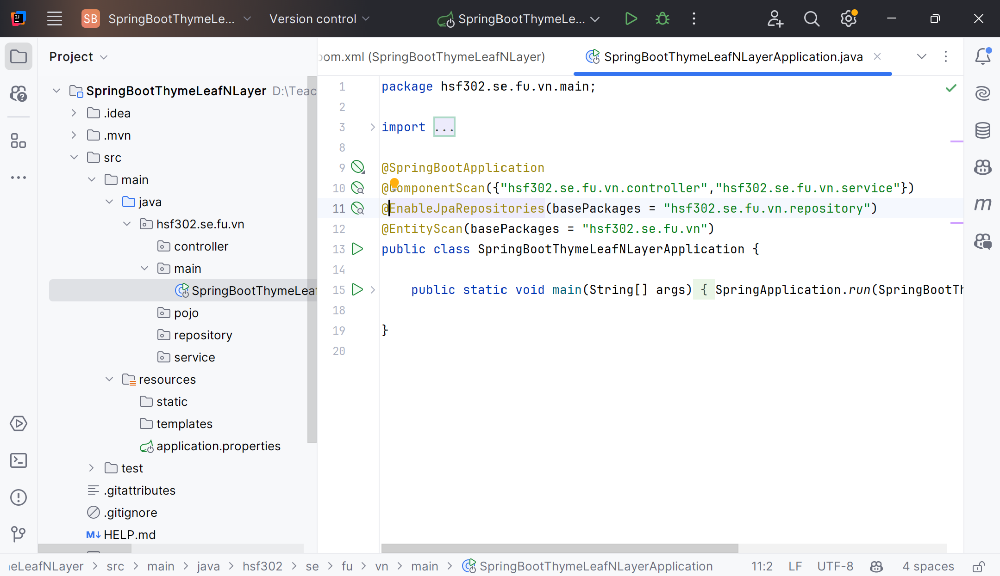 SB SpringBootThymeLe... Version control SpringBootThymeLe...
Project
pom.xml (SpringBootThymeLeafNLayer) SpringBootThymeLeafNLayerApplication.java
SpringBootThymeLeafNLayer D:\Teac
.idea
.mvn
src
main
java
hsf302.se.fu.vn
controller
main
SpringBootThymeLeaf
pojo
repository
service
resources
static
templates
application.properties
test
.gitattributes
.gitignore
M↓ HELP.md
1 package hsf302.se.fu.vn.main;
2
3 import ...
8
9 @SpringBootApplication
10 @ComponentScan({"hsf302.se.fu.vn.controller","hsf302.se.fu.vn.service"})
11 @EnableJpaRepositories(basePackages = "hsf302.se.fu.vn.repository")
12 @EntityScan(basePackages = "hsf302.se.fu.vn")
13 public class SpringBootThymeLeafNLayerApplication {
14
15 public static void main(String[] args) { SpringApplication.run(SpringBootTh
18
19 }
20
eLeafNLayer > src > main > java > hsf302 > se > fu > vn > main > SpringBootThymeLeafNLayerApplication 11:2 LF UTF-8 4 spaces